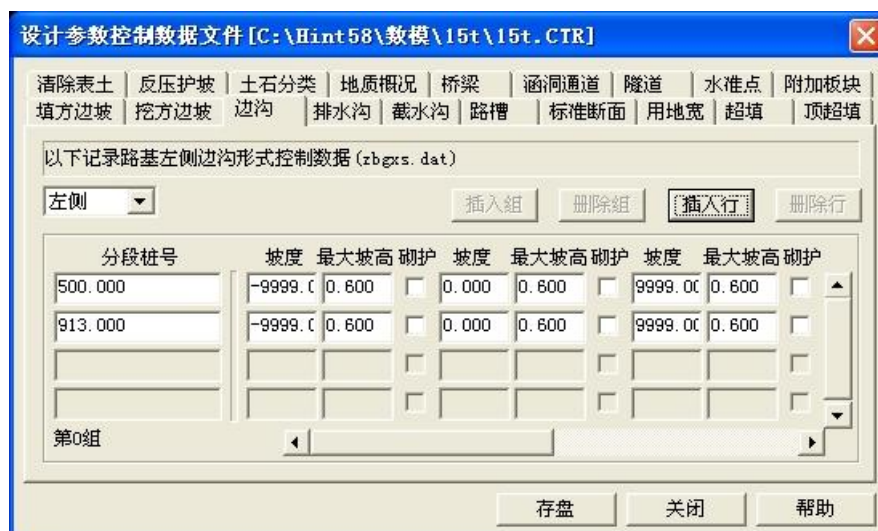 设计参数控制数据文件[C:\Hint58\数模\15t\15t.CTR]
清除表土 反压护坡 土石分类 地质概况 桥梁 涵洞通道 隧道 水准点 附加板块
填方边坡 挖方边坡 边沟 排水沟 截水沟 路槽 标准断面 用地宽 超填 顶超填
以下记录路基左侧边沟形式控制数据(zbgxs.dat)
左侧 插入组 删除组 插入行 删除行
分段桩号 坡度 最大坡高 砌护 坡度 最大坡高 砌护 坡度 最大坡高 砌护
500.000 -9999.0 0.600 0.000 0.600 9999.00 0.600
913.000 -9999.0 0.600 0.000 0.600 9999.00 0.600
第0组
存盘 关闭 帮助